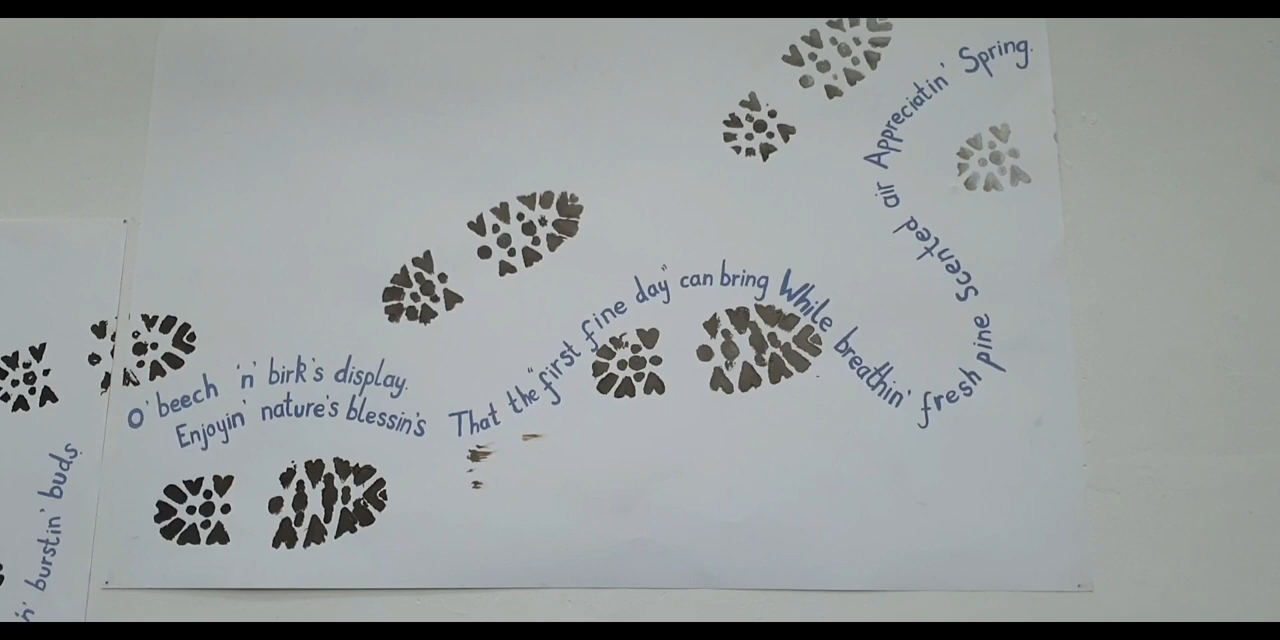 'n' burstin' buds.
O' beech 'n' birk's display.
Enjoyin' nature's blessin's
That the "first fine day" can bring While breathin' fresh pine scented air Appreciatin' Spring.